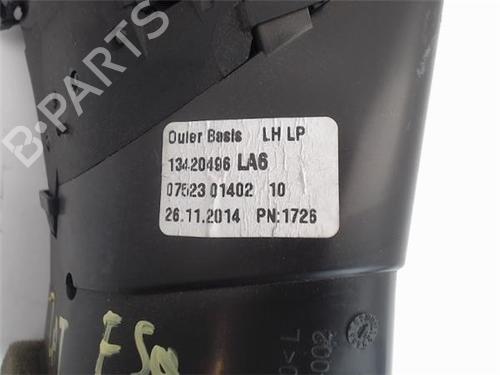 B-PARTS
Outer Basis LH LP
13420496 LA6
07523 01402 10
26.11.2014 PN:1726